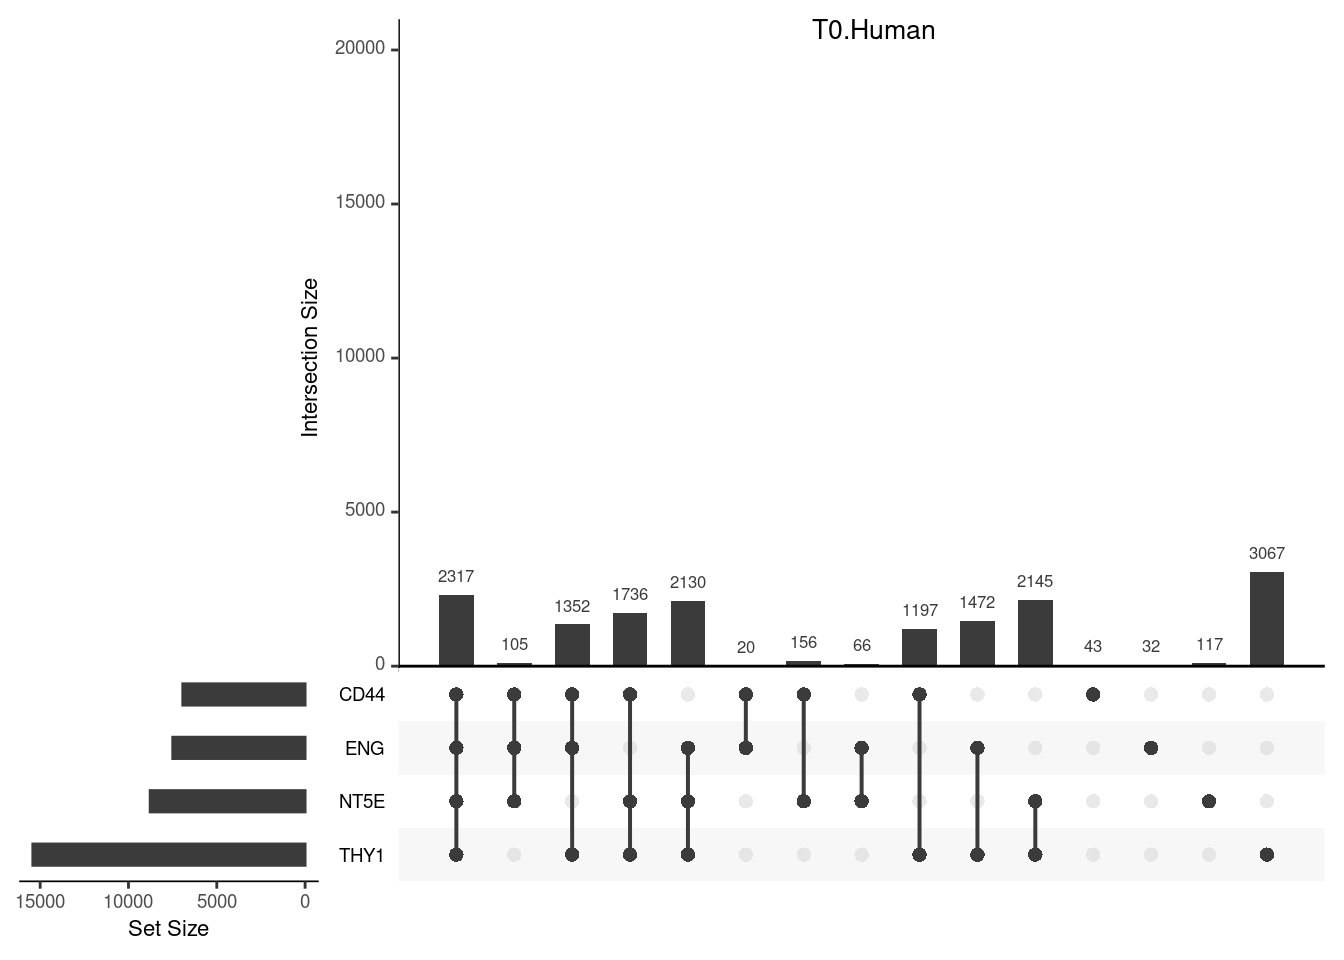 T0.Human
20000
15000
10000
5000
0
Intersection Size
2317
105
1352
1736
2130
20
156
66
1197
1472
2145
43
32
117
3067
CD44
ENG
NT5E
THY1
15000 10000 5000 0
Set Size